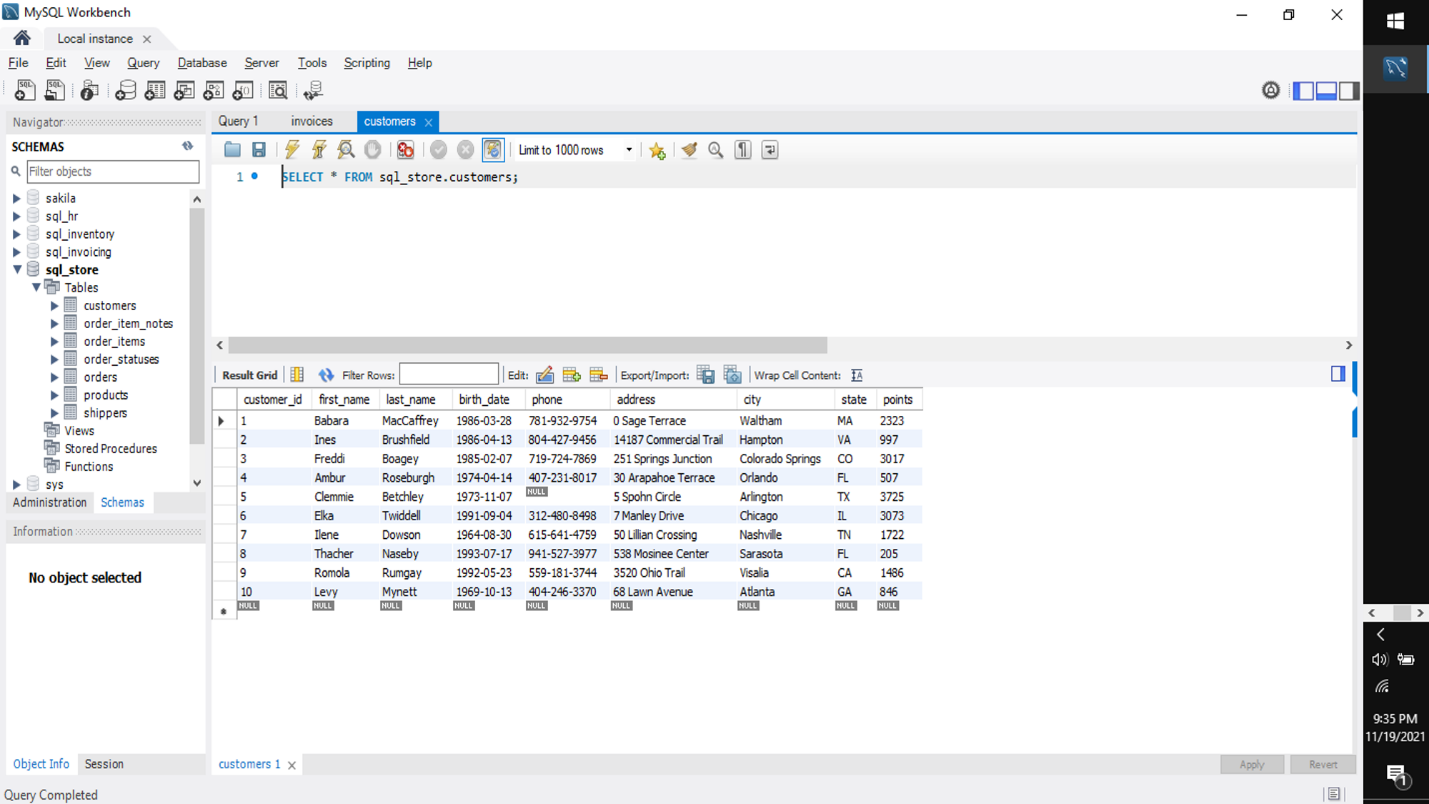 MySQL Workbench
Local instance
File Edit View Query Database Server Tools Scripting Help
Navigator
SCHEMAS
Filter objects
sakila
sql_hr
sql_inventory
sql_invoicing
sql_store
Tables
customers
order_item_notes
order_items
order_statuses
orders
products
shippers
Views
Stored Procedures
Functions
sys
Administration Schemas
Information
No object selected
Object Info Session
Query Completed
Query 1 invoices customers
Limit to 1000 rows
1 SELECT * FROM sql_store.customers;
Result Grid Filter Rows: Edit: Export/Import: Wrap Cell Content: IA
customer_id first_name last_name birth_date phone address city state points
1 Babara MacCaffrey 1986-03-28 781-932-9754 0 Sage Terrace Waltham MA 2323
2 Ines Brushfield 1986-04-13 804-427-9456 14187 Commercial Trail Hampton VA 997
3 Freddi Boagey 1985-02-07 719-724-7869 251 Springs Junction Colorado Springs CO 3017
4 Ambur Roseburgh 1974-04-14 407-231-8017 30 Arapahoe Terrace Orlando FL 507
5 Clemmie Betchley 1973-11-07 NULL 5 Spohn Circle Arlington TX 3725
6 Elka Twiddell 1991-09-04 312-480-8498 7 Manley Drive Chicago IL 3073
7 Ilene Dowson 1964-08-30 615-641-4759 50 Lillian Crossing Nashville TN 1722
8 Thacher Naseby 1993-07-17 941-527-3977 538 Mosinee Center Sarasota FL 205
9 Romola Rumgay 1992-05-23 559-181-3744 3520 Ohio Trail Visalia CA 1486
10 Levy Mynett 1969-10-13 404-246-3370 68 Lawn Avenue Atlanta GA 846
NULL NULL NULL NULL NULL NULL NULL NULL NULL
customers 1
Apply Revert
9:35 PM
11/19/2021
1